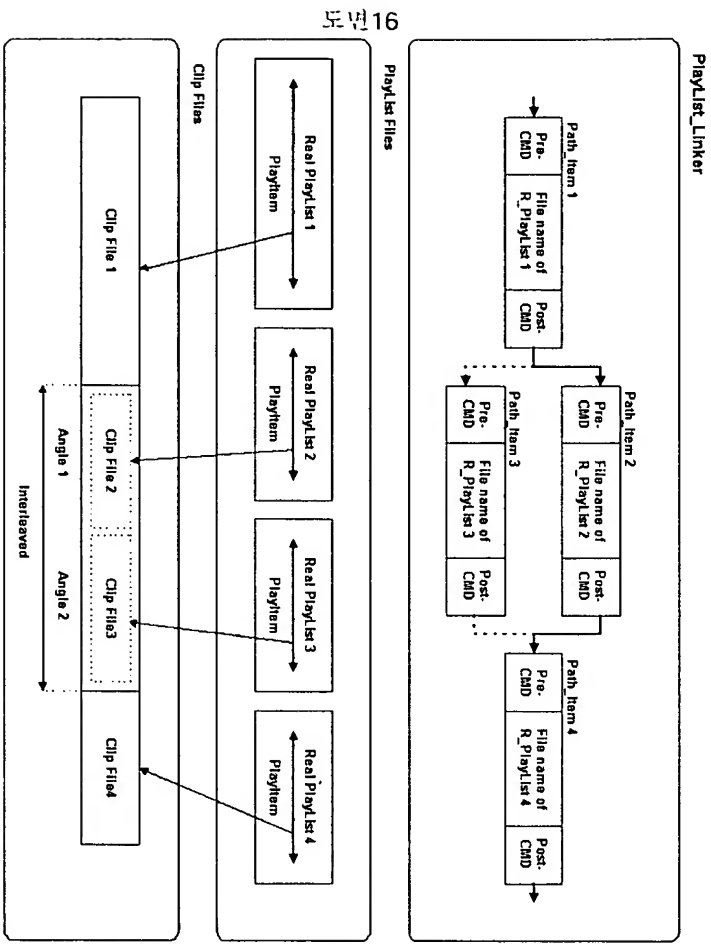 도면16
PlayList_Linker
Path_Item 1
Pre-
CMD
File name of
R_PlayList 1
Post-
CMD
Path_Item 2
Pre-
CMD
File name of
R_PlayList 2
Post-
CMD
Path_Item 3
Pre-
CMD
File name of
R_PlayList 3
Post-
CMD
Path_Item 4
Pre-
CMD
File name of
R_PlayList 4
Post-
CMD
PlayList Files
Real PlayList 1
PlayItem
Real PlayList 2
PlayItem
Real PlayList 3
PlayItem
Real PlayList 4
PlayItem
Clip Files
Clip File 1
Clip File 2
Clip File3
Clip File4
Angle 1
Angle 2
Interleaved